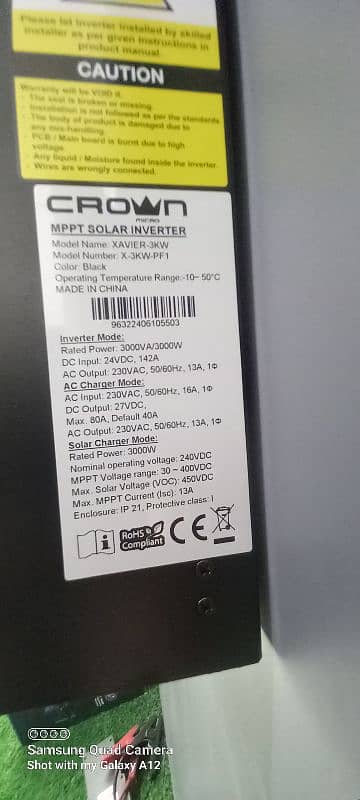 Please let inverter installed by skilled
installer as per given instructions in
product manual.
CAUTION
Warranty will be VOID if.
- The seal is broken or missing.
- Installation is not followed as per the standards
- The body of product is damaged due to
any mis-handling.
- PCB / Main board is burnt due to high
voltage.
- Any liquid / Moisture found inside the inverter.
- Wires are wrongly connected.
CROWN
MICRO
MPPT SOLAR INVERTER
Model Name: XAVIER-3KW
Model Number: X-3KW-PF1
Color: Black
Operating Temperature Range:-10~ 50°C
MADE IN CHINA
96322406105503
Inverter Mode:
Rated Power: 3000VA/3000W
DC Input: 24VDC, 142A
AC Output: 230VAC, 50/60Hz, 13A, 1Φ
AC Charger Mode:
AC Input: 230VAC, 50/60Hz, 16A, 1Φ
DC Output: 27VDC,
Max. 80A, Default 40A
AC Output: 230VAC, 50/60Hz, 13A, 1Φ
Solar Charger Mode:
Rated Power: 3000W
Nominal operating voltage: 240VDC
MPPT Voltage range: 30 ~ 400VDC
Max. Solar Voltage (VOC): 450VDC
Max. MPPT Current (Isc): 13A
Enclosure: IP 21, Protective class: I
i RoHS CE
Compliant
Samsung Quad Camera
Shot with my Galaxy A12